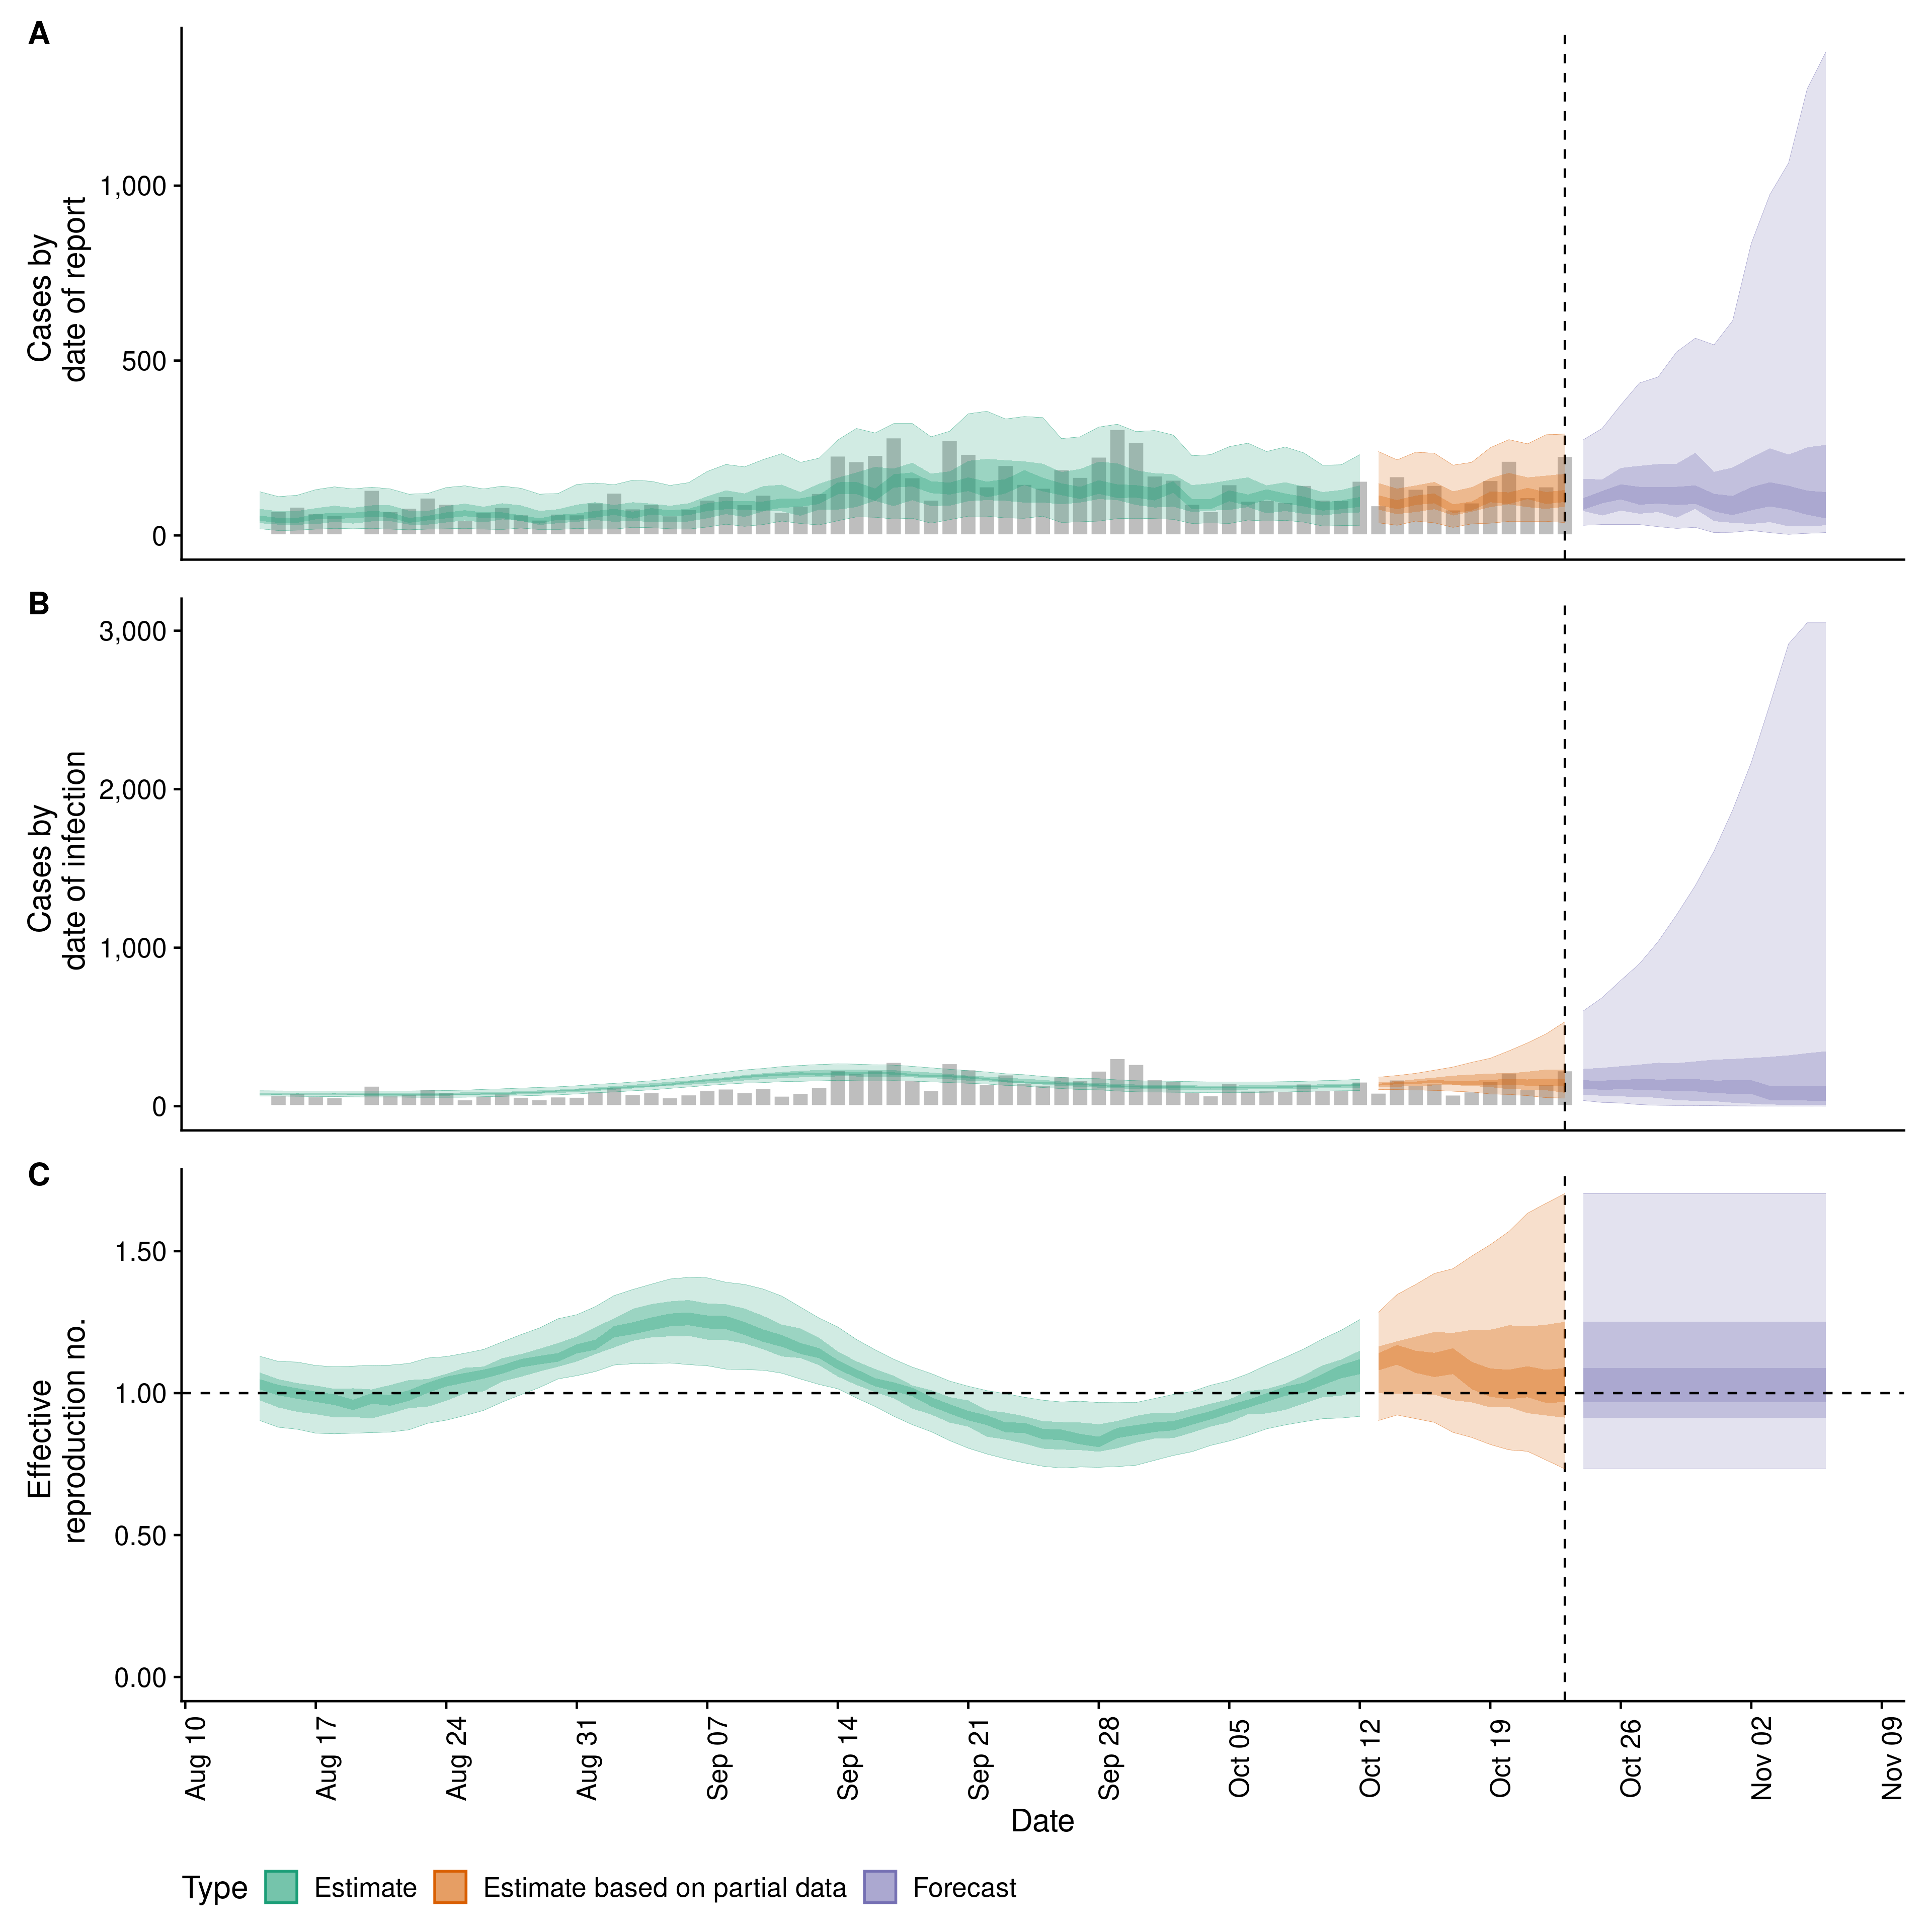 A
Cases by
date of report
1,000
500
0
B
Cases by
date of infection
3,000
2,000
1,000
0
C
Effective
reproduction no.
1.50
1.00
0.50
0.00
Aug 10
Aug 17
Aug 24
Aug 31
Sep 07
Sep 14
Sep 21
Sep 28
Oct 05
Oct 12
Oct 19
Oct 26
Nov 02
Nov 09
Date
Type Estimate Estimate based on partial data Forecast